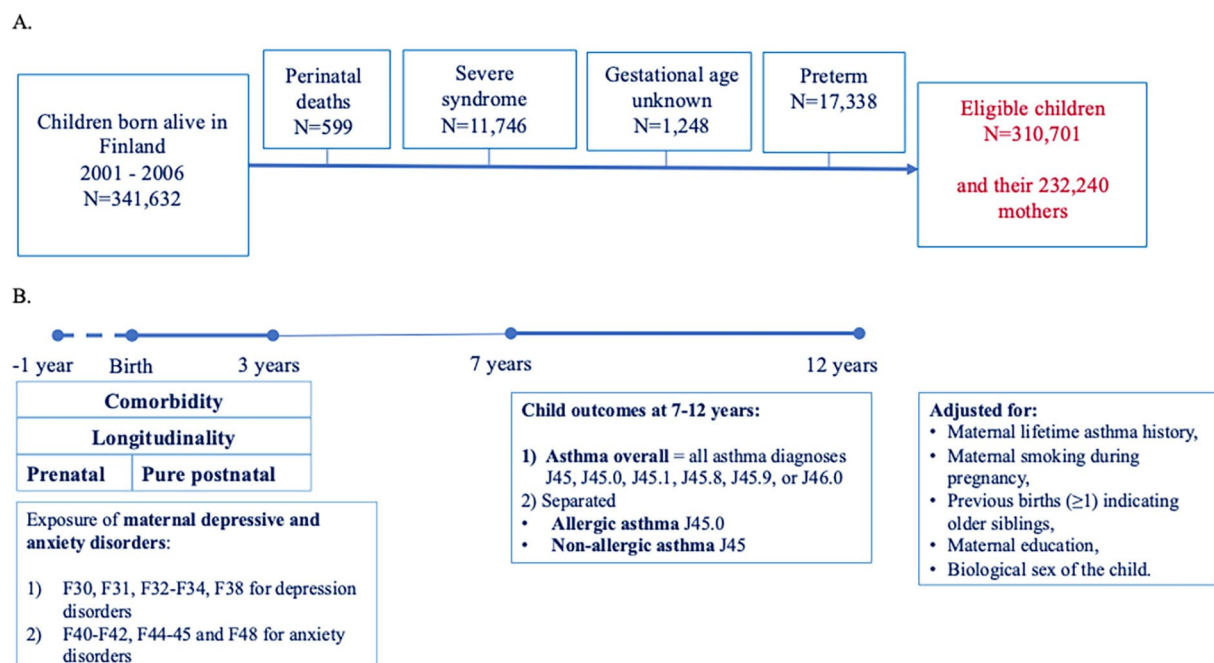 A.
Children born alive in
Finland
2001 - 2006
N=341,632
Perinatal
deaths
N=599
Severe
syndrome
N=11,746
Gestational age
unknown
N=1,248
Preterm
N=17,338
Eligible children
N=310,701
and their 232,240
mothers
B.
-1 year
Birth
3 years
7 years
12 years
Comorbidity
Longitudinality
Prenatal
Pure postnatal
Exposure of maternal depressive and
anxiety disorders:
1) F30, F31, F32-F34, F38 for depression
disorders
2) F40-F42, F44-45 and F48 for anxiety
disorders
Child outcomes at 7-12 years:
1) Asthma overall = all asthma diagnoses
J45, J45.0, J45.1, J45.8, J45.9, or J46.0
2) Separated
• Allergic asthma J45.0
• Non-allergic asthma J45
Adjusted for:
• Maternal lifetime asthma history,
• Maternal smoking during
pregnancy,
• Previous births (≥1) indicating
older siblings,
• Maternal education,
• Biological sex of the child.